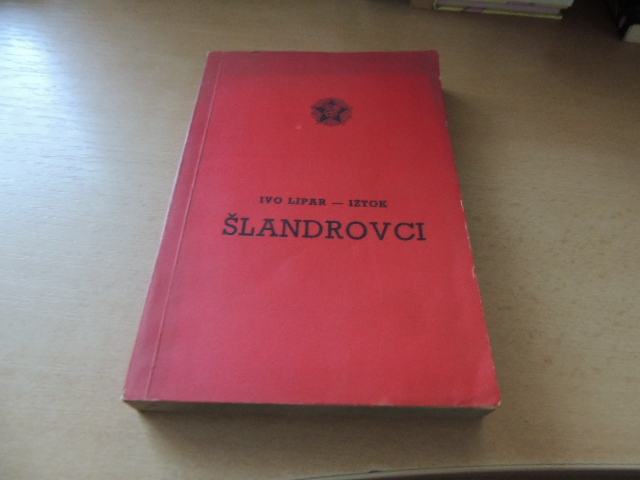 IVO LIPAR — IZTOK
ŠLANDROVCI